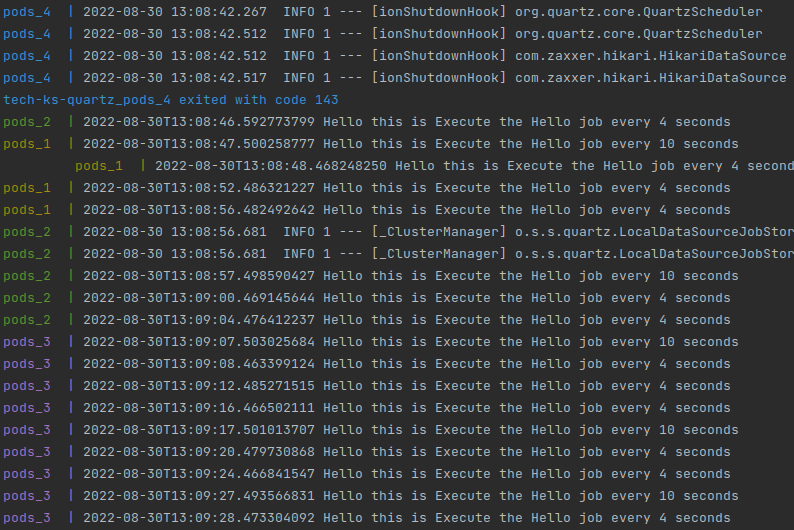 pods_4  | 2022-08-30 13:08:42.267  INFO 1 --- [ionShutdownHook] org.quartz.core.QuartzScheduler
pods_4  | 2022-08-30 13:08:42.512  INFO 1 --- [ionShutdownHook] org.quartz.core.QuartzScheduler
pods_4  | 2022-08-30 13:08:42.512  INFO 1 --- [ionShutdownHook] com.zaxxer.hikari.HikariDataSource
pods_4  | 2022-08-30 13:08:42.517  INFO 1 --- [ionShutdownHook] com.zaxxer.hikari.HikariDataSource
tech-ks-quartz_pods_4 exited with code 143
pods_2  | 2022-08-30T13:08:46.592773799 Hello this is Execute the Hello job every 4 seconds
pods_1  | 2022-08-30T13:08:47.500258777 Hello this is Execute the Hello job every 10 seconds
pods_1  | 2022-08-30T13:08:48.468248250 Hello this is Execute the Hello job every 4 second
pods_1  | 2022-08-30T13:08:52.486321227 Hello this is Execute the Hello job every 4 seconds
pods_1  | 2022-08-30T13:08:56.482492642 Hello this is Execute the Hello job every 4 seconds
pods_2  | 2022-08-30 13:08:56.681  INFO 1 --- [_ClusterManager] o.s.s.quartz.LocalDataSourceJobStor
pods_2  | 2022-08-30 13:08:56.681  INFO 1 --- [_ClusterManager] o.s.s.quartz.LocalDataSourceJobStor
pods_2  | 2022-08-30T13:08:57.498590427 Hello this is Execute the Hello job every 10 seconds
pods_2  | 2022-08-30T13:09:00.469145644 Hello this is Execute the Hello job every 4 seconds
pods_2  | 2022-08-30T13:09:04.476412237 Hello this is Execute the Hello job every 4 seconds
pods_3  | 2022-08-30T13:09:07.503025684 Hello this is Execute the Hello job every 10 seconds
pods_3  | 2022-08-30T13:09:08.463399124 Hello this is Execute the Hello job every 4 seconds
pods_3  | 2022-08-30T13:09:12.485271515 Hello this is Execute the Hello job every 4 seconds
pods_3  | 2022-08-30T13:09:16.466502111 Hello this is Execute the Hello job every 4 seconds
pods_3  | 2022-08-30T13:09:17.501013707 Hello this is Execute the Hello job every 10 seconds
pods_3  | 2022-08-30T13:09:20.479730868 Hello this is Execute the Hello job every 4 seconds
pods_3  | 2022-08-30T13:09:24.466841547 Hello this is Execute the Hello job every 4 seconds
pods_3  | 2022-08-30T13:09:27.493566831 Hello this is Execute the Hello job every 10 seconds
pods_3  | 2022-08-30T13:09:28.473304092 Hello this is Execute the Hello job every 4 seconds